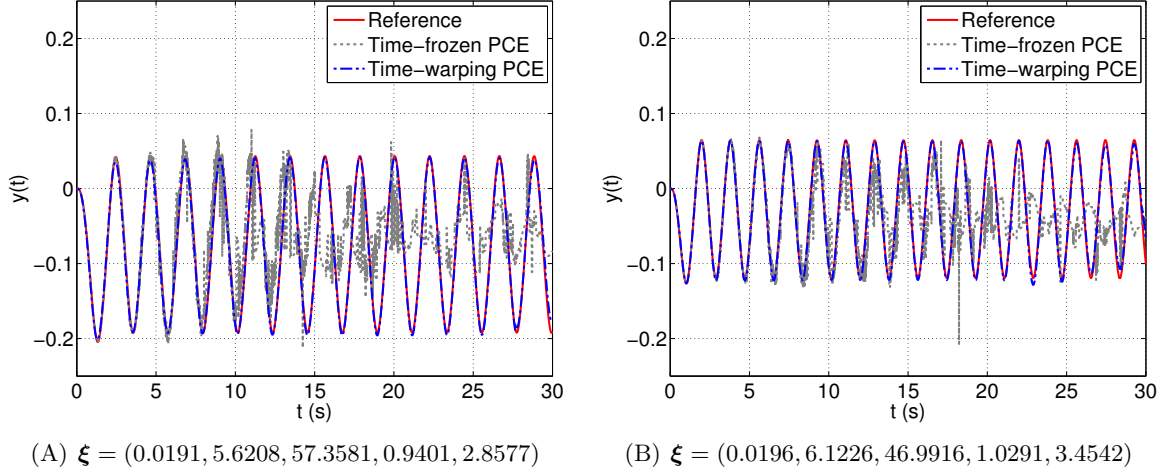 Reference
Time−frozen PCE
Time−warping PCE
0.2
0.1
0
−0.1
−0.2
y(t)
0 5 10 15 20 25 30
t (s)
(A) ξ = (0.0191, 5.6208, 57.3581, 0.9401, 2.8577)
Reference
Time−frozen PCE
Time−warping PCE
0.2
0.1
0
−0.1
−0.2
y(t)
0 5 10 15 20 25 30
t (s)
(B) ξ = (0.0196, 6.1226, 46.9916, 1.0291, 3.4542)